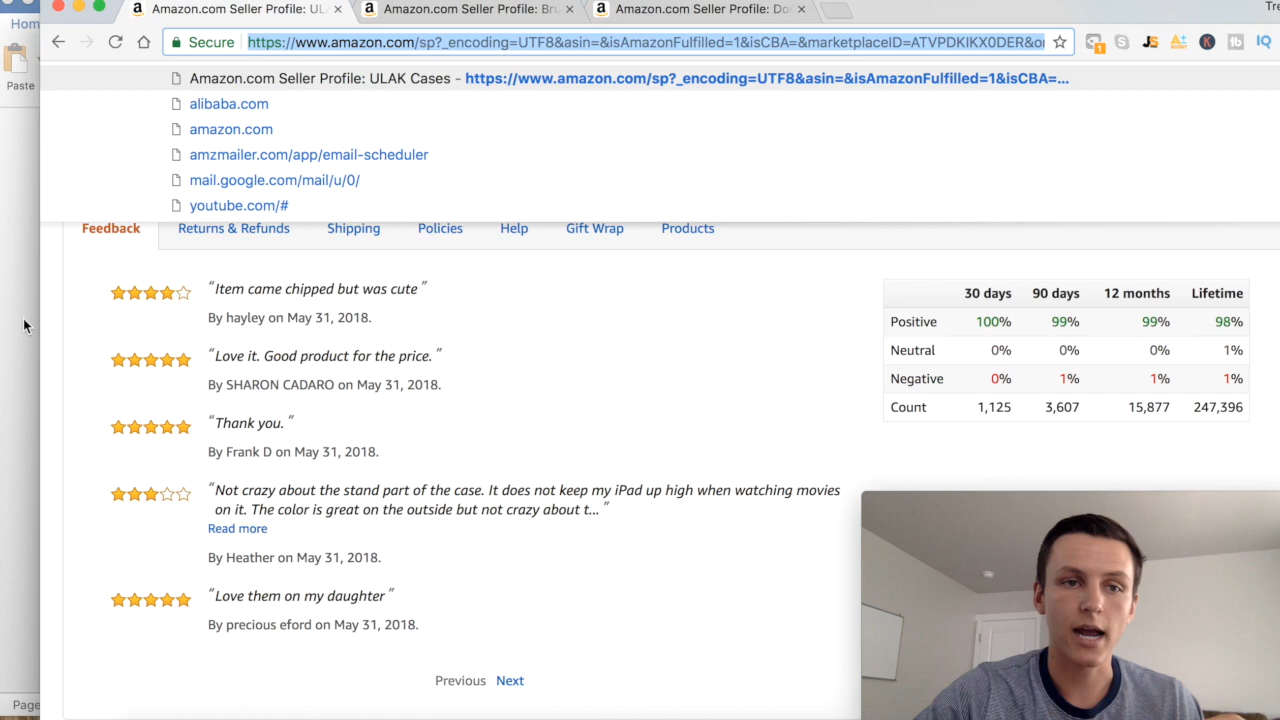 Home
Paste
Page
Amazon.com Seller Profile: UL
Amazon.com Seller Profile: Bru
Amazon.com Seller Profile: Do
Tre
Secure
https://www.amazon.com/sp?_encoding=UTF8&asin=&isAmazonFulfilled=1&isCBA=&marketplaceID=ATVPDKIKX0DER&or
JS
K
IQ
Amazon.com Seller Profile: ULAK Cases - https://www.amazon.com/sp?_encoding=UTF8&asin=&isAmazonFulfilled=1&isCBA=...
alibaba.com
amazon.com
amzmailer.com/app/email-scheduler
mail.google.com/mail/u/0/
youtube.com/#
Feedback Returns & Refunds Shipping Policies Help Gift Wrap Products
"Item came chipped but was cute"
By hayley on May 31, 2018.
"Love it. Good product for the price."
By SHARON CADARO on May 31, 2018.
"Thank you."
By Frank D on May 31, 2018.
"Not crazy about the stand part of the case. It does not keep my iPad up high when watching movies
on it. The color is great on the outside but not crazy about t..."
Read more
By Heather on May 31, 2018.
"Love them on my daughter"
By precious eford on May 31, 2018.
Previous Next
30 days 90 days 12 months Lifetime
Positive 100% 99% 99% 98%
Neutral 0% 0% 0% 1%
Negative 0% 1% 1% 1%
Count 1,125 3,607 15,877 247,396